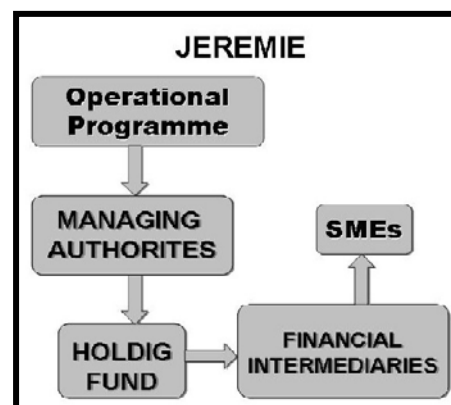 JEREMIE
Operational
Programme
MANAGING
AUTHORITES
SMEs
HOLDIG
FUND
FINANCIAL
INTERMEDIARIES